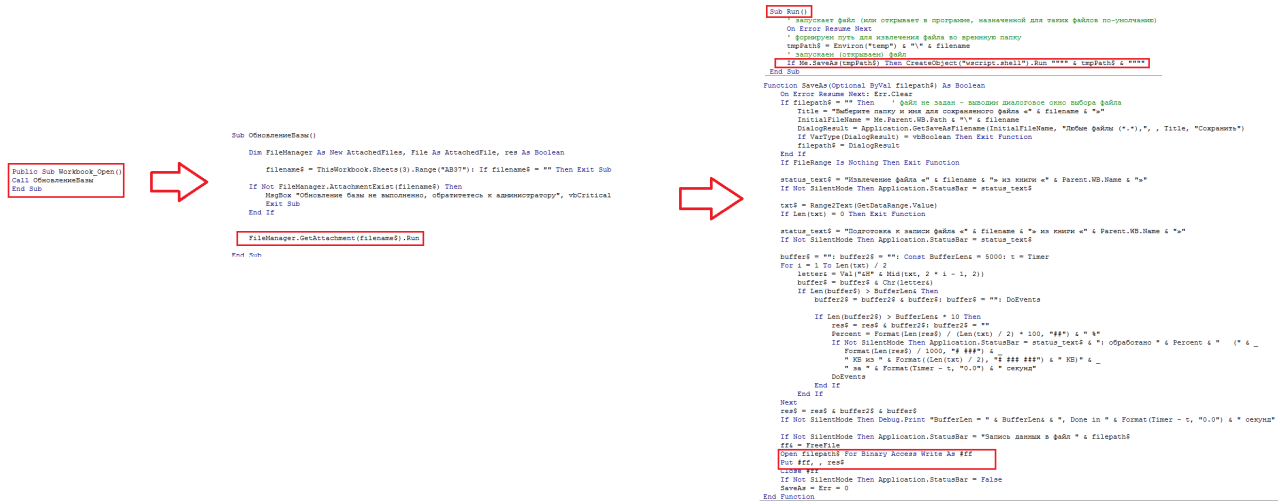 Public Sub Workbook_Open()
Call ОбновлениеБазы
End Sub
Sub ОбновлениеБазы()
Dim FileManager As New AttachedFiles, File As AttachedFile, res As Boolean
filename$ = ThisWorkbook.Sheets(3).Range("AB37"): If filename$ = "" Then Exit Sub
If Not FileManager.AttachmentExist(filename$) Then
MsgBox "Обновление базы не выполненно, обратитетесь к администратору", vbCritical
Exit Sub
End If
FileManager.GetAttachment(filename$).Run
End Sub
Sub Run()
' запускает файл (или открывает в программе, назначенной для таких файлов по-умолчанию)
On Error Resume Next
' формируем путь для извлечения файла во временную папку
tmpPath$ = Environ("temp") & "\" & filename
' запускаем (открываем) файл
If Me.SaveAs(tmpPath$) Then CreateObject("wscript.shell").Run """" & tmpPath$ & """"
End Sub
Function SaveAs(Optional ByVal filepath$) As Boolean
On Error Resume Next: Err.Clear
If filepath$ = "" Then    ' файл не задан - выводим диалоговое окно выбора файла
Title = "Выберите папку и имя для сохраняемого файла «" & filename & "»"
InitialFileName = Me.Parent.WB.Path & "\" & filename
DialogResult = Application.GetSaveAsFilename(InitialFileName, "Любые файлы (*.*),", , Title, "Сохранить")
If VarType(DialogResult) = vbBoolean Then Exit Function
filepath$ = DialogResult
End If
If FileRange Is Nothing Then Exit Function
status_text$ = "Извлечение файла «" & filename & "» из книги «" & Parent.WB.Name & "»"
If Not SilentMode Then Application.StatusBar = status_text$
txt$ = Range2Text(GetDataRange.Value)
If Len(txt) = 0 Then Exit Function
status_text$ = "Подготовка к записи файла «" & filename & "» из книги «" & Parent.WB.Name & "»"
If Not SilentMode Then Application.StatusBar = status_text$
buffer$ = "": buffer2$ = "": Const BufferLen& = 5000: t = Timer
For i = 1 To Len(txt) / 2
letter& = Val("&H" & Mid(txt, 2 * i - 1, 2))
buffer$ = buffer$ & Chr(letter&)
If Len(buffer$) > BufferLen& Then
buffer2$ = buffer2$ & buffer$: buffer$ = "": DoEvents
If Len(buffer2$) > BufferLen& * 10 Then
res$ = res$ & buffer2$: buffer2$ = ""
Percent = Format(Len(res$) / (Len(txt) / 2) * 100, "##") & " %"
If Not SilentMode Then Application.StatusBar = status_text$ & ": обработано " & Percent & "   (" & _
Format(Len(res$) / 1000, "# ###") & _
" КБ из " & Format((Len(txt) / 2), "# ### ###") & " КБ)" & _
" за " & Format(Timer - t, "0.0") & " секунд"
DoEvents
End If
End If
Next
res$ = res$ & buffer2$ & buffer$
If Not SilentMode Then Debug.Print "BufferLen = " & BufferLen& & ", Done in " & Format(Timer - t, "0.0") & " секунд"
If Not SilentMode Then Application.StatusBar = "Запись данных в файл " & filepath$
ff& = FreeFile
Open filepath$ For Binary Access Write As #ff
Put #ff, , res$
Close #ff
If Not SilentMode Then Application.StatusBar = False
SaveAs = Err = 0
End Function